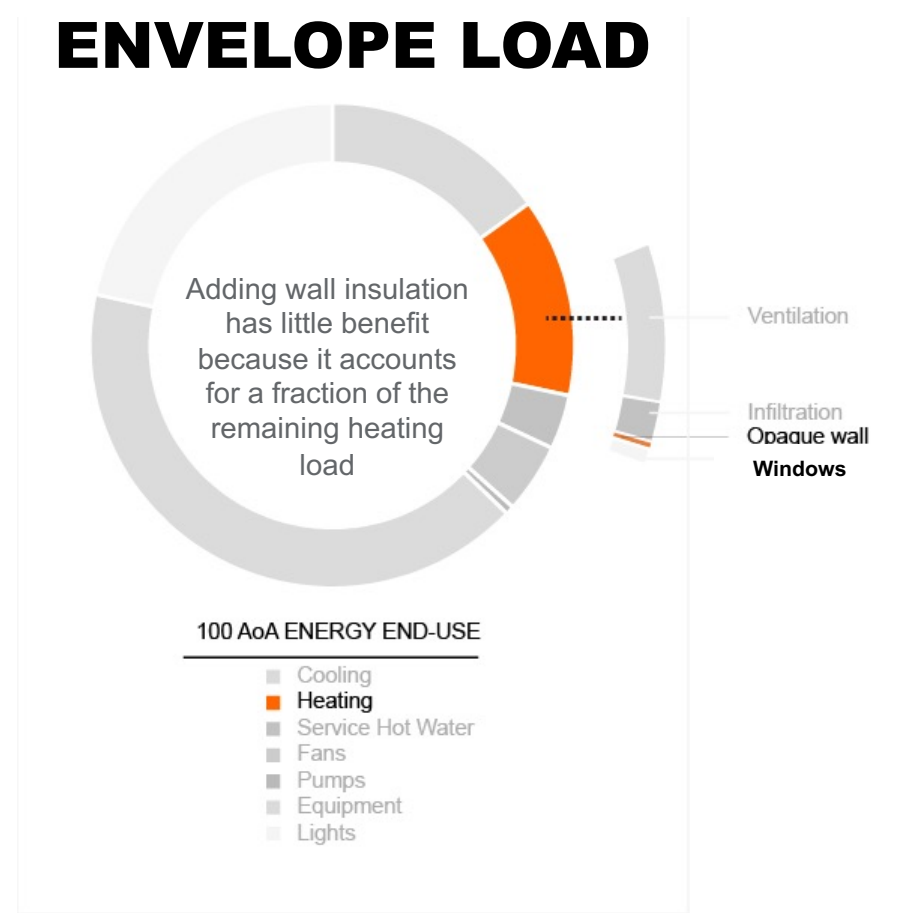 ENVELOPE LOAD
Adding wall insulation
has little benefit
because it accounts
for a fraction of the
remaining heating
load
Ventilation
Infiltration
Opaque wall
Windows
100 AoA ENERGY END-USE
Cooling
Heating
Service Hot Water
Fans
Pumps
Equipment
Lights